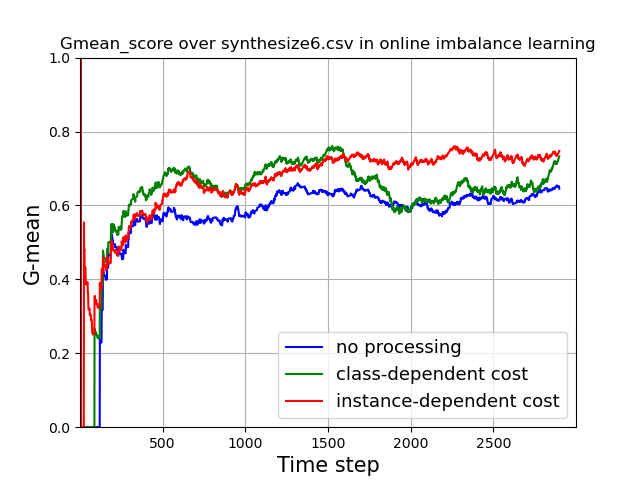 Gmean_score over synthesize6.csv in online imbalance learning
1.0
0.8
0.6
0.4
0.2
0.0
G-mean
no processing
class-dependent cost
instance-dependent cost
500 1000 1500 2000 2500
Time step